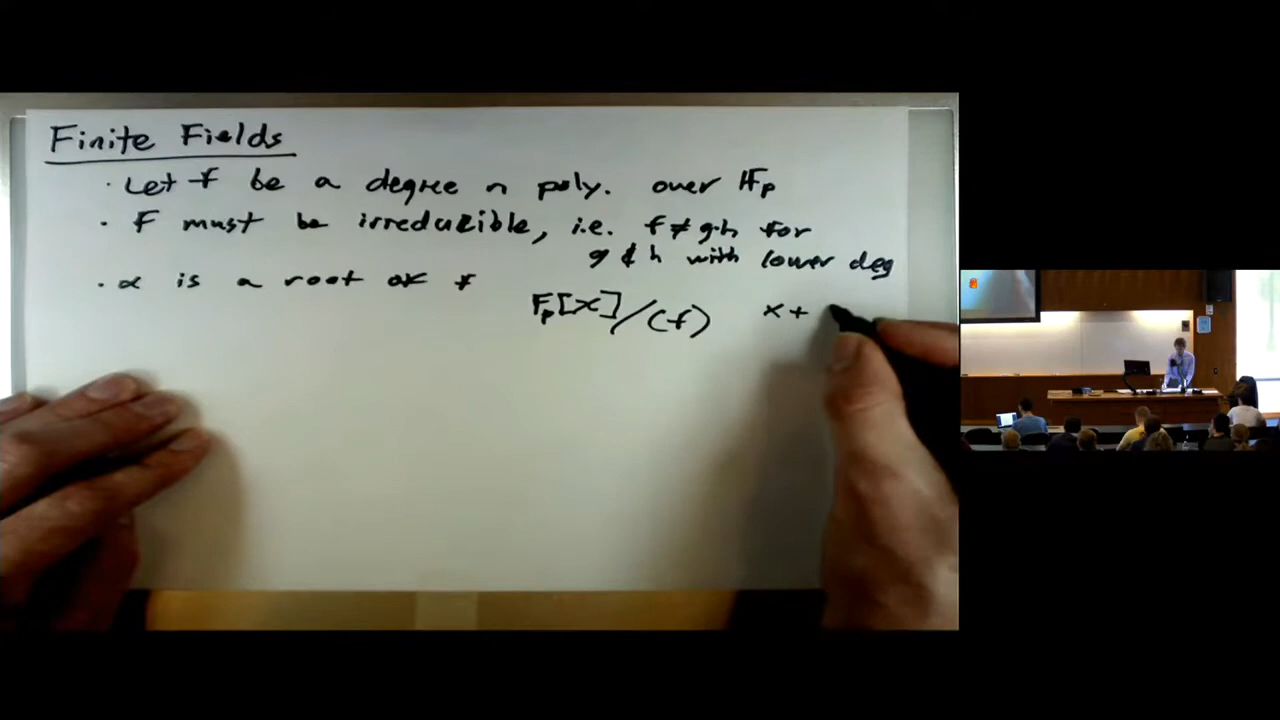 Finite Fields
· Let f be a degree n poly. over Fp
· F must be irreducible, i.e. f ≠ g·h for
g & h with lower deg
· α is a root of f
Fp[x]/(f) x+